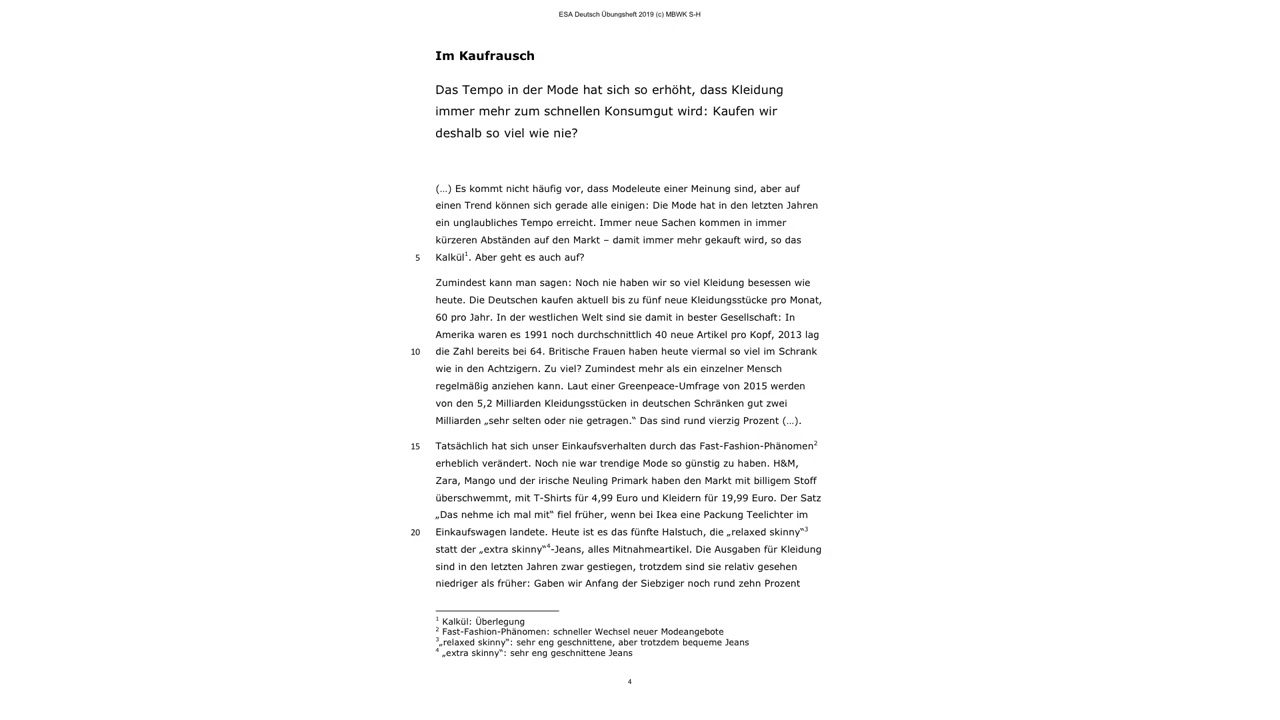 ESA Deutsch Übungsheft 2019 (c) MBWK S-H
Im Kaufrausch
Das Tempo in der Mode hat sich so erhöht, dass Kleidung
immer mehr zum schnellen Konsumgut wird: Kaufen wir
deshalb so viel wie nie?
(…) Es kommt nicht häufig vor, dass Modeleute einer Meinung sind, aber auf
einen Trend können sich gerade alle einigen: Die Mode hat in den letzten Jahren
ein unglaubliches Tempo erreicht. Immer neue Sachen kommen in immer
kürzeren Abständen auf den Markt – damit immer mehr gekauft wird, so das
5 Kalkül¹. Aber geht es auch auf?
Zumindest kann man sagen: Noch nie haben wir so viel Kleidung besessen wie
heute. Die Deutschen kaufen aktuell bis zu fünf neue Kleidungsstücke pro Monat,
60 pro Jahr. In der westlichen Welt sind sie damit in bester Gesellschaft: In
Amerika waren es 1991 noch durchschnittlich 40 neue Artikel pro Kopf, 2013 lag
10 die Zahl bereits bei 64. Britische Frauen haben heute viermal so viel im Schrank
wie in den Achtzigern. Zu viel? Zumindest mehr als ein einzelner Mensch
regelmäßig anziehen kann. Laut einer Greenpeace-Umfrage von 2015 werden
von den 5,2 Milliarden Kleidungsstücken in deutschen Schränken gut zwei
Milliarden „sehr selten oder nie getragen.“ Das sind rund vierzig Prozent (…).
15 Tatsächlich hat sich unser Einkaufsverhalten durch das Fast-Fashion-Phänomen²
erheblich verändert. Noch nie war trendige Mode so günstig zu haben. H&M,
Zara, Mango und der irische Neuling Primark haben den Markt mit billigem Stoff
überschwemmt, mit T-Shirts für 4,99 Euro und Kleidern für 19,99 Euro. Der Satz
„Das nehme ich mal mit“ fiel früher, wenn bei Ikea eine Packung Teelichter im
20 Einkaufswagen landete. Heute ist es das fünfte Halstuch, die „relaxed skinny“³
statt der „extra skinny“⁴-Jeans, alles Mitnahmeartikel. Die Ausgaben für Kleidung
sind in den letzten Jahren zwar gestiegen, trotzdem sind sie relativ gesehen
niedriger als früher: Gaben wir Anfang der Siebziger noch rund zehn Prozent
¹ Kalkül: Überlegung
² Fast-Fashion-Phänomen: schneller Wechsel neuer Modeangebote
³„relaxed skinny“: sehr eng geschnittene, aber trotzdem bequeme Jeans
⁴ „extra skinny“: sehr eng geschnittene Jeans
4